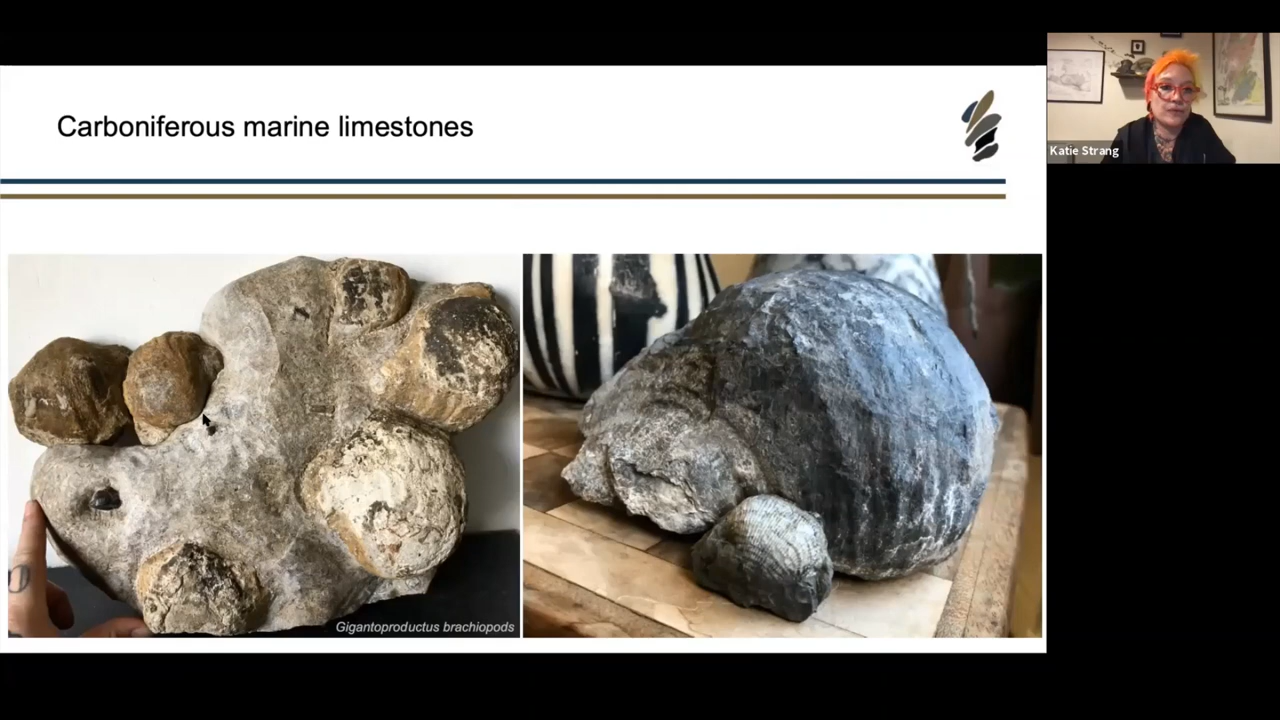 Carboniferous marine limestones
Katie Strang
Gigantoproductus brachiopods